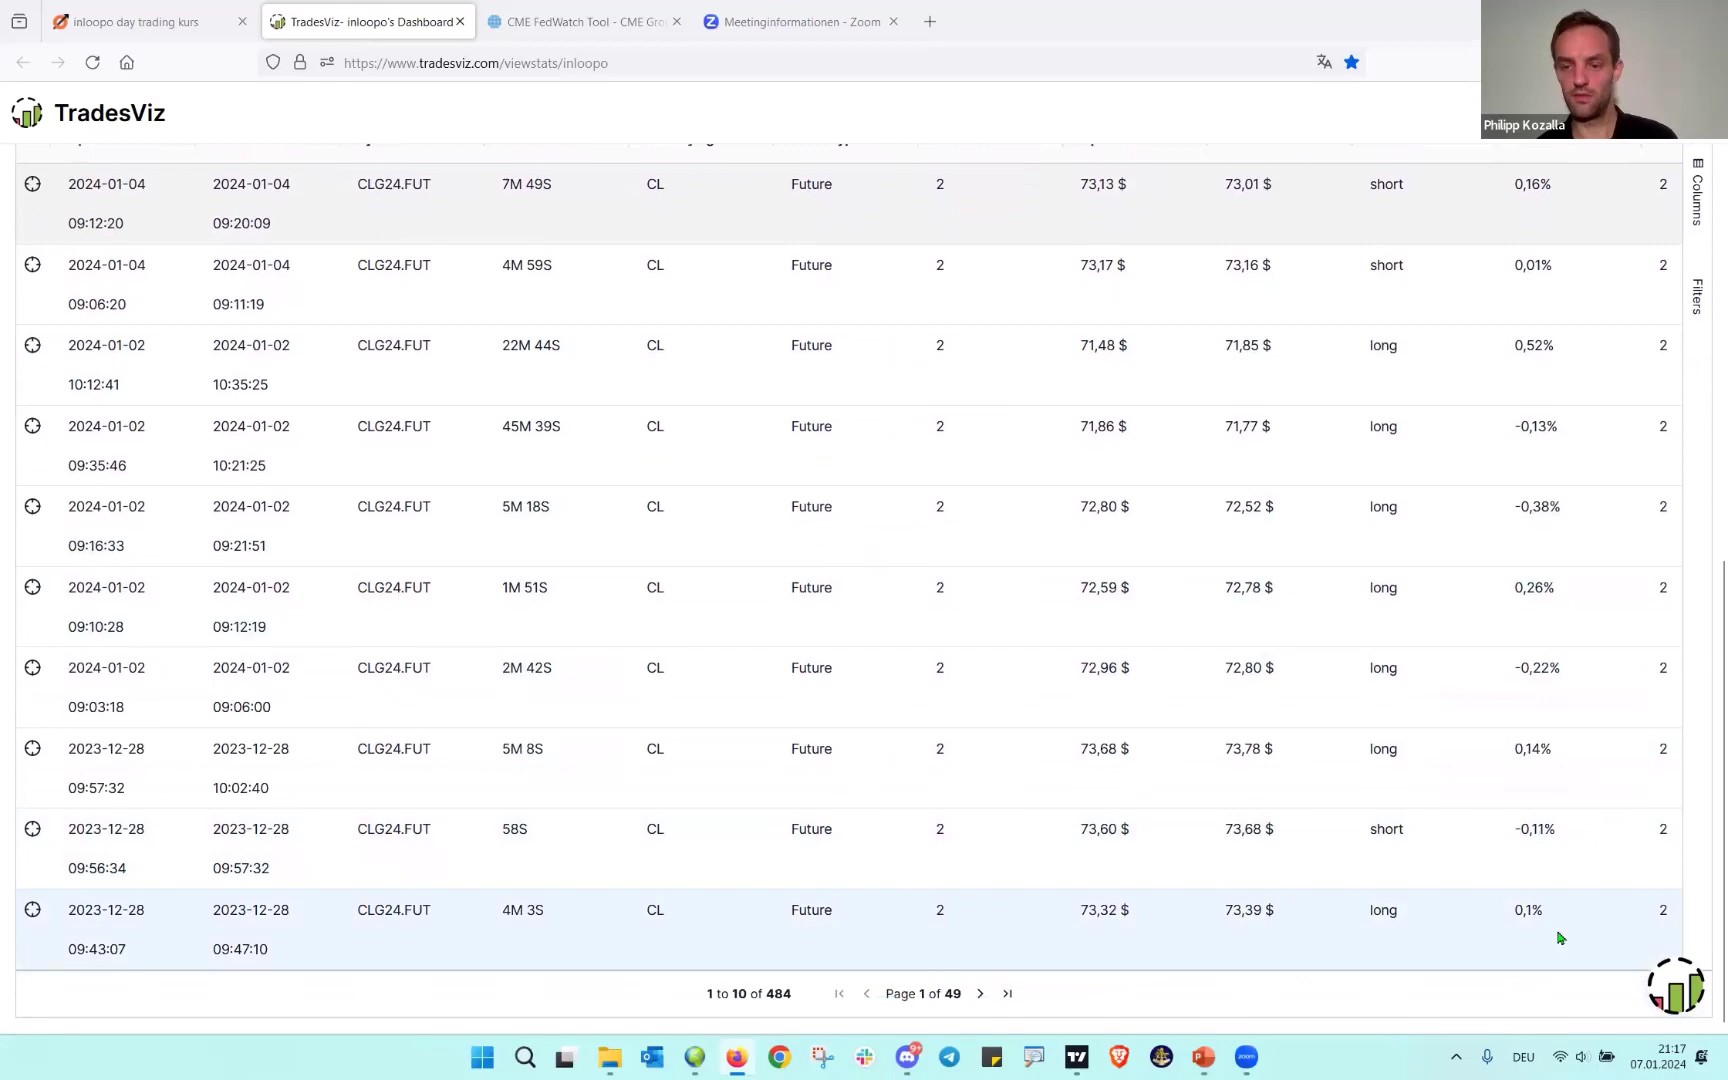 inloopo day trading kurs
TradesViz- inloopo's Dashboard
CME FedWatch Tool - CME Gro
Meetinginformationen - Zoom
https://www.tradesviz.com/viewstats/inloopo
TradesViz
Philipp Kozalla
2024-01-04 2024-01-04 CLG24.FUT 7M 49S CL Future 2 73,13 $ 73,01 $ short 0,16% 2
09:12:20 09:20:09
2024-01-04 2024-01-04 CLG24.FUT 4M 59S CL Future 2 73,17 $ 73,16 $ short 0,01% 2
09:06:20 09:11:19
2024-01-02 2024-01-02 CLG24.FUT 22M 44S CL Future 2 71,48 $ 71,85 $ long 0,52% 2
10:12:41 10:35:25
2024-01-02 2024-01-02 CLG24.FUT 45M 39S CL Future 2 71,86 $ 71,77 $ long -0,13% 2
09:35:46 10:21:25
2024-01-02 2024-01-02 CLG24.FUT 5M 18S CL Future 2 72,80 $ 72,52 $ long -0,38% 2
09:16:33 09:21:51
2024-01-02 2024-01-02 CLG24.FUT 1M 51S CL Future 2 72,59 $ 72,78 $ long 0,26% 2
09:10:28 09:12:19
2024-01-02 2024-01-02 CLG24.FUT 2M 42S CL Future 2 72,96 $ 72,80 $ long -0,22% 2
09:03:18 09:06:00
2023-12-28 2023-12-28 CLG24.FUT 5M 8S CL Future 2 73,68 $ 73,78 $ long 0,14% 2
09:57:32 10:02:40
2023-12-28 2023-12-28 CLG24.FUT 58S CL Future 2 73,60 $ 73,68 $ short -0,11% 2
09:56:34 09:57:32
2023-12-28 2023-12-28 CLG24.FUT 4M 3S CL Future 2 73,32 $ 73,39 $ long 0,1% 2
09:43:07 09:47:10
Columns
Filters
1 to 10 of 484 Page 1 of 49
9+
zoom
DEU
21:17
07.01.2024